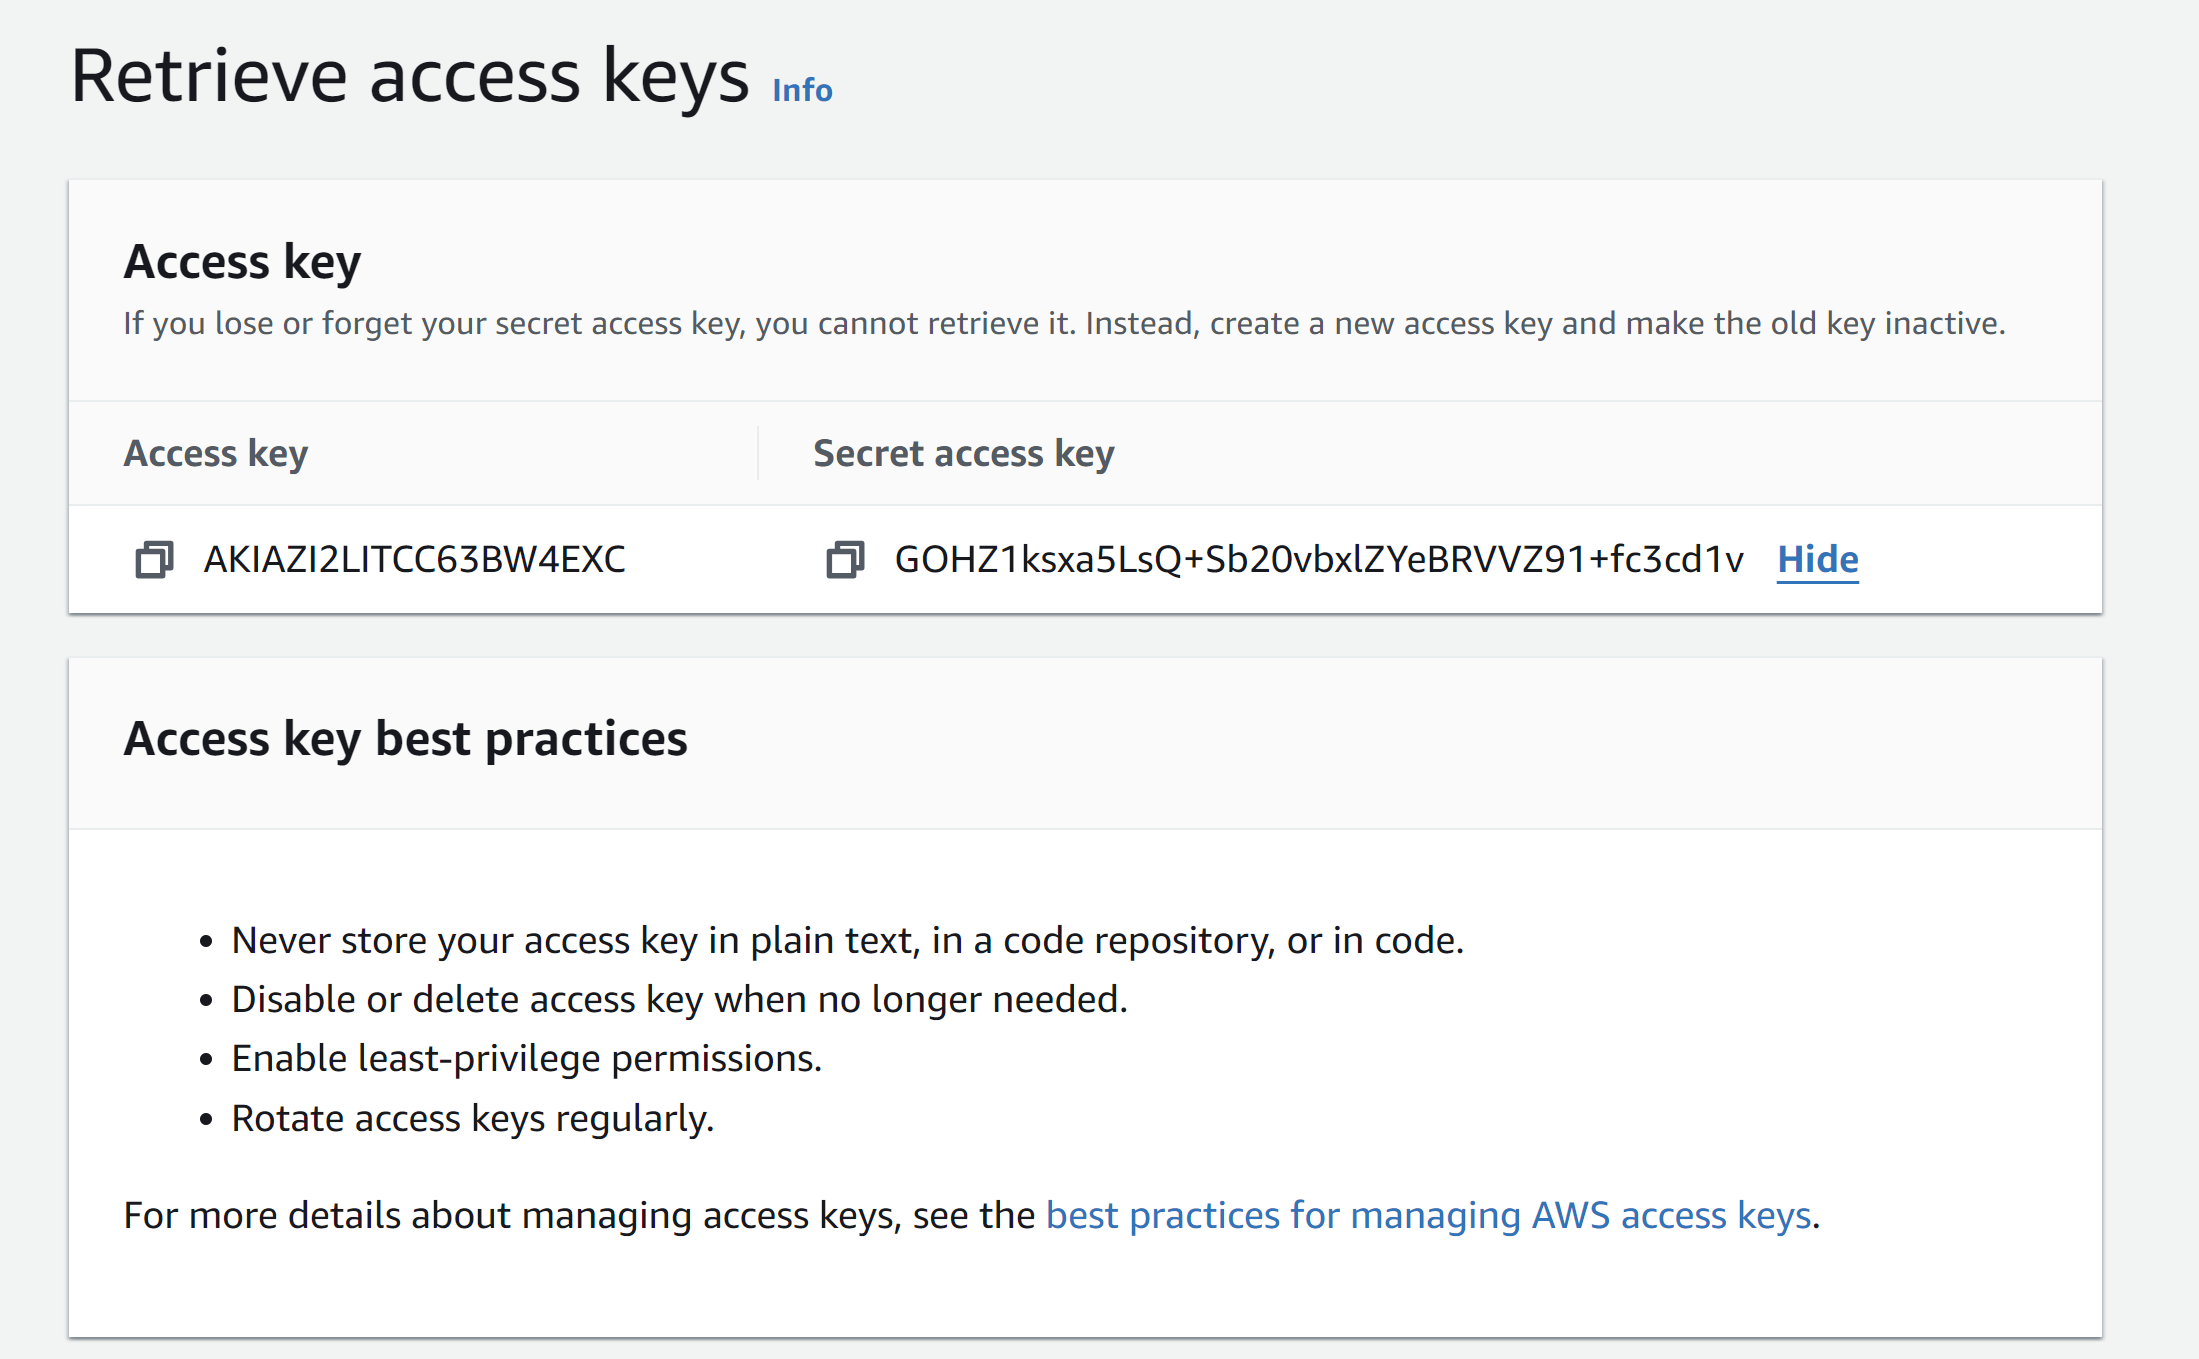 Retrieve access keys Info
Access key
If you lose or forget your secret access key, you cannot retrieve it. Instead, create a new access key and make the old key inactive.
Access key Secret access key
AKIAZI2LITCC63BW4EXC GOHZ1ksxa5LsQ+Sb20vbxlZYeBRVVZ91+fc3cd1v Hide
Access key best practices
• Never store your access key in plain text, in a code repository, or in code.
• Disable or delete access key when no longer needed.
• Enable least-privilege permissions.
• Rotate access keys regularly.
For more details about managing access keys, see the best practices for managing AWS access keys.